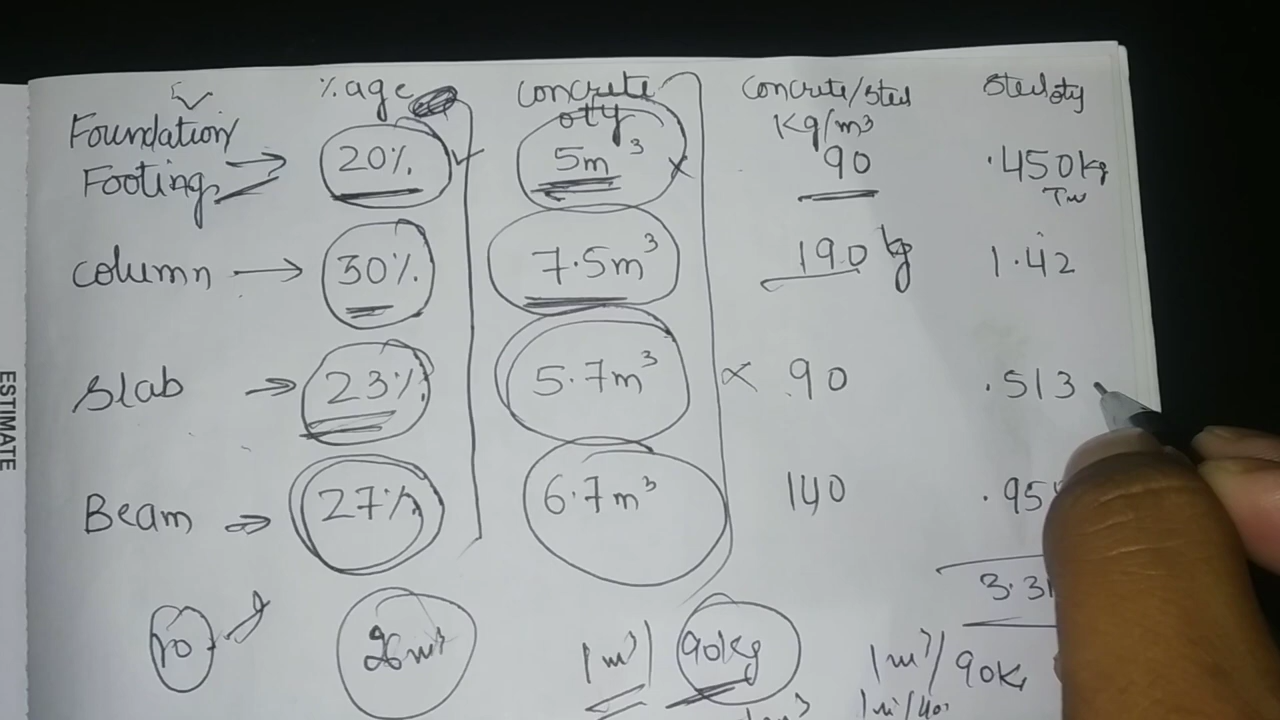 %age concrete qty concrete/steel Kg/m³ Steel qty
Foundation
Footing 20% 5m³ 90 .450kg
column → 30% 7.5m³ 190 kg 1.42
Slab → 23% 5.7m³ × 90 .513
Beam → 27% 6.7m³ 140 .95
3.31
1m³/ 90kg 1m³/90Kg
ESTIMATE